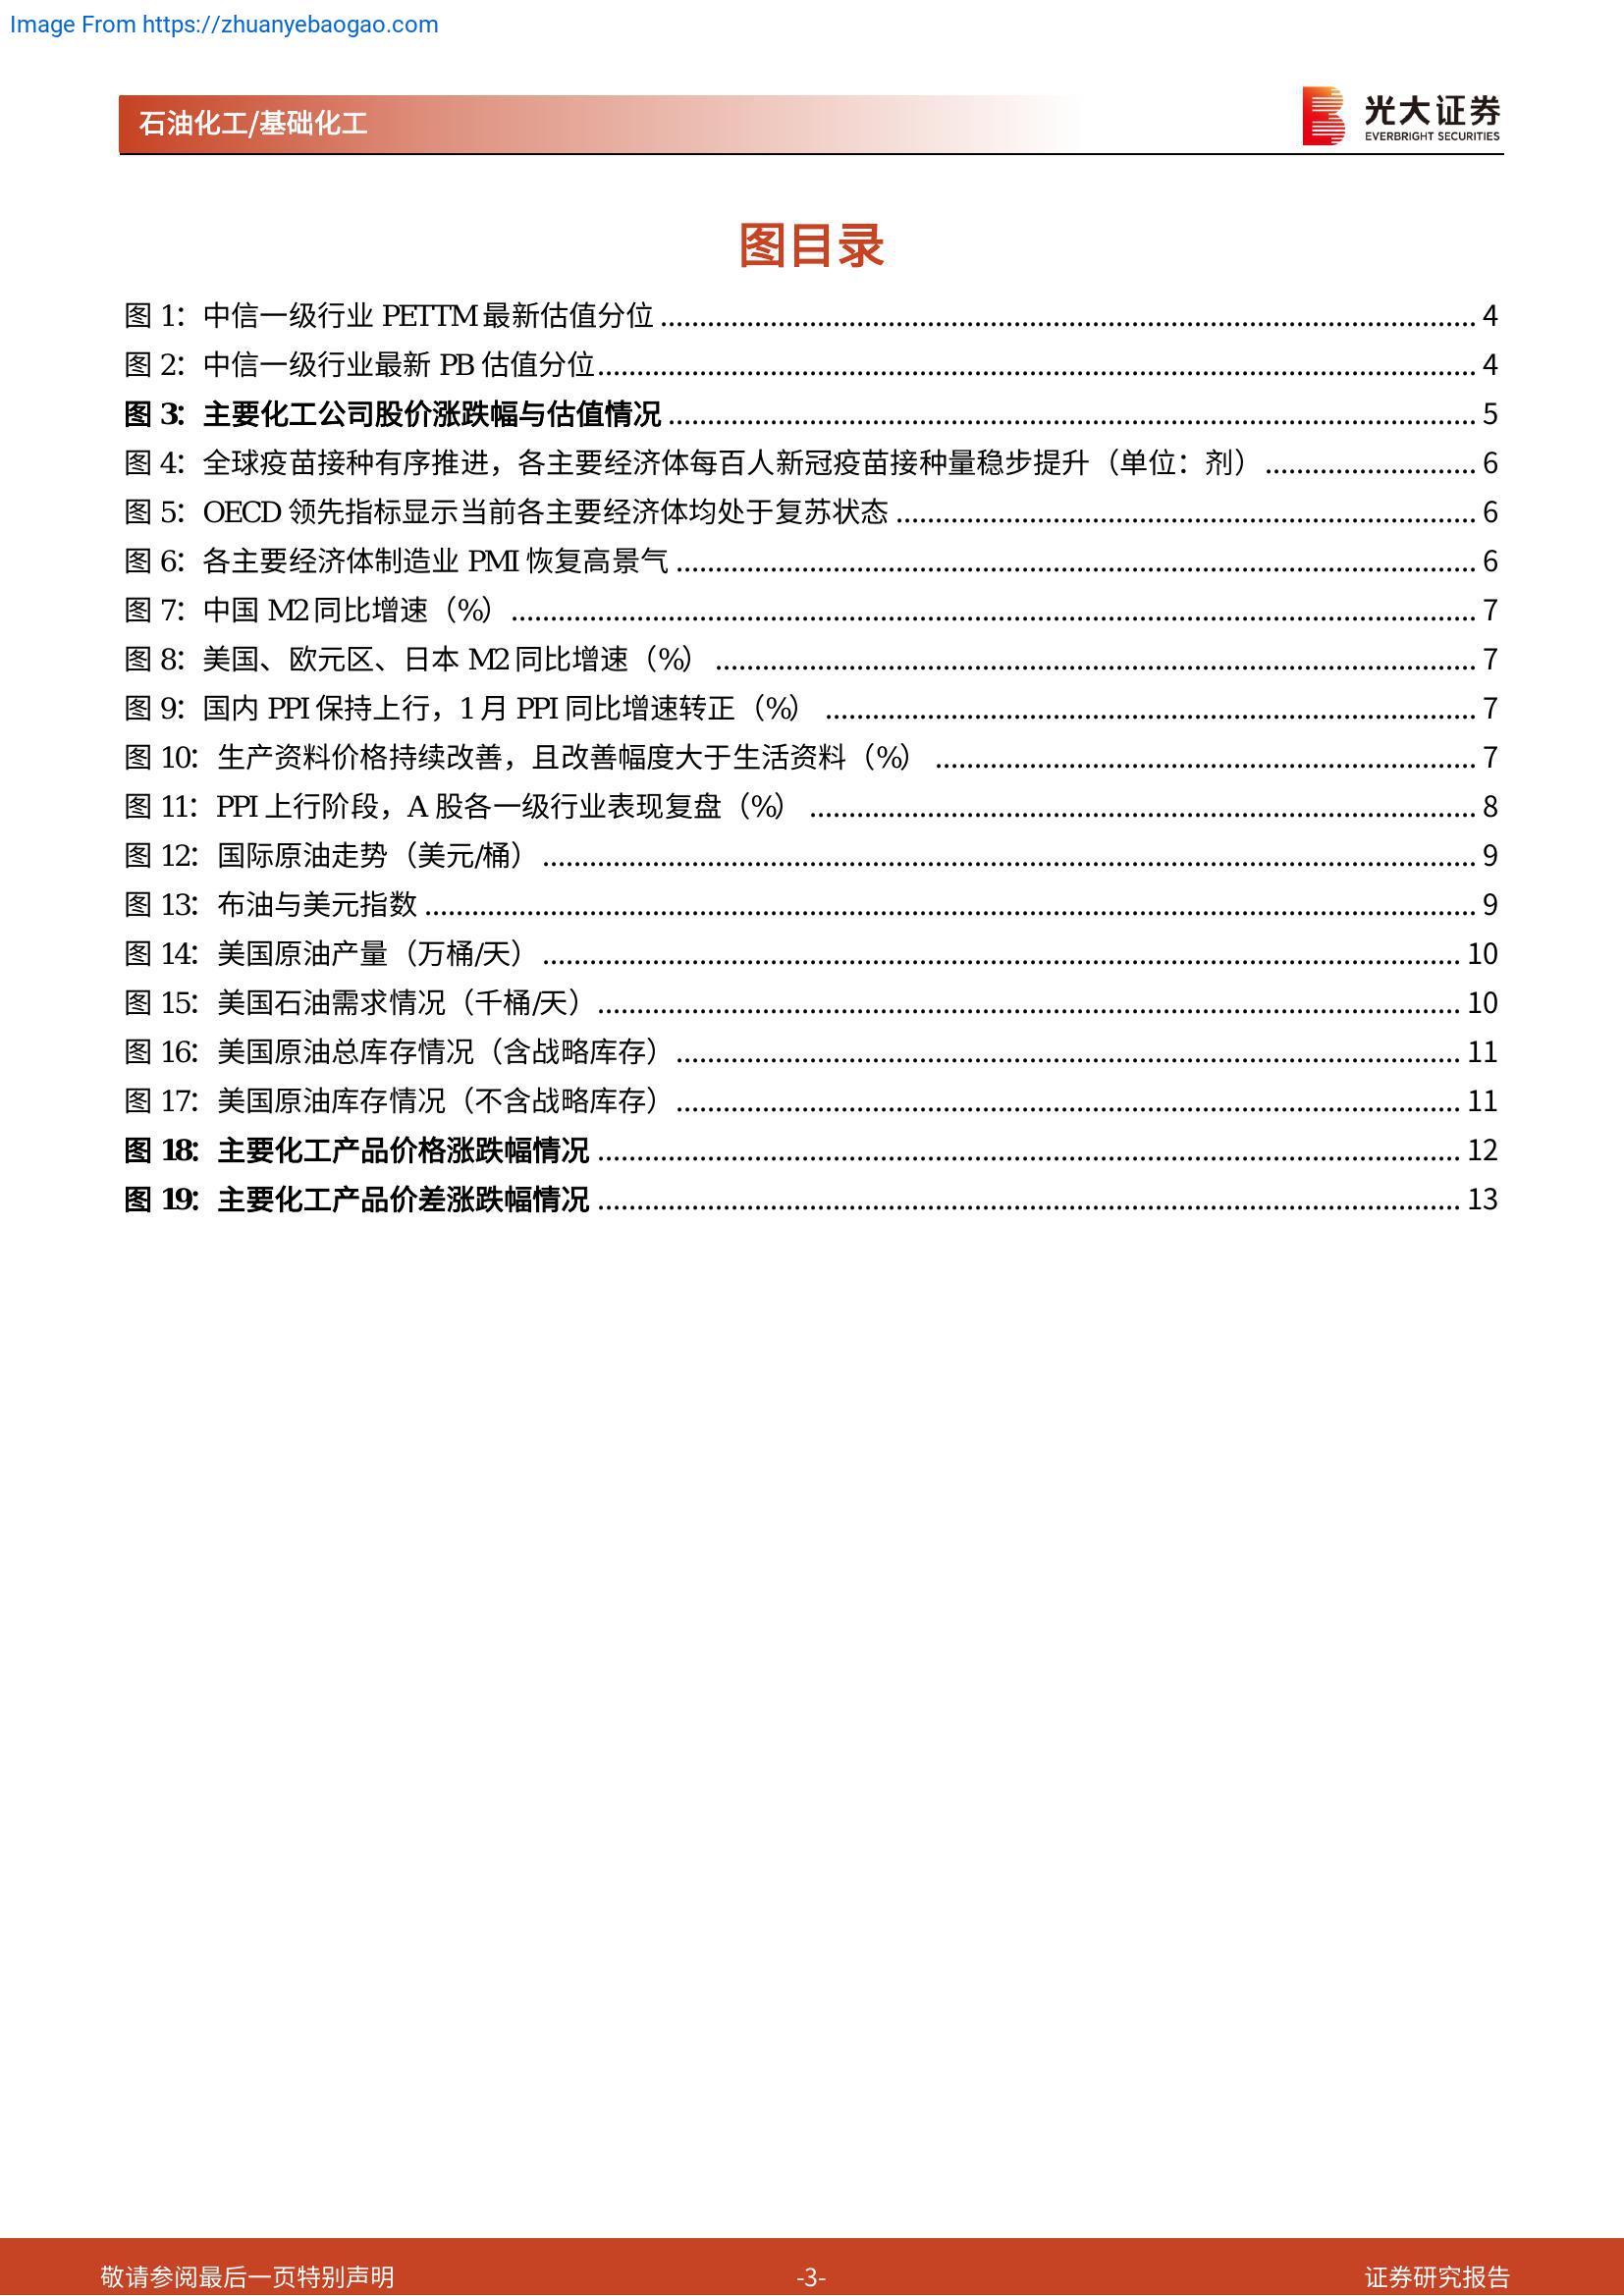 Image From https://zhuanyebaogao.com
石油化工/基础化工
光大证券
EVERBRIGHT SECURITIES
图目录
图 1：中信一级行业 PETTM 最新估值分位 ........ 4
图 2：中信一级行业最新 PB 估值分位 ........ 4
图 3：主要化工公司股价涨跌幅与估值情况 ........ 5
图 4：全球疫苗接种有序推进，各主要经济体每百人新冠疫苗接种量稳步提升（单位：剂） ........ 6
图 5：OECD 领先指标显示当前各主要经济体均处于复苏状态 ........ 6
图 6：各主要经济体制造业 PMI 恢复高景气 ........ 6
图 7：中国 M2 同比增速（%） ........ 7
图 8：美国、欧元区、日本 M2 同比增速（%） ........ 7
图 9：国内 PPI 保持上行，1 月 PPI 同比增速转正（%） ........ 7
图 10：生产资料价格持续改善，且改善幅度大于生活资料（%） ........ 7
图 11：PPI 上行阶段，A 股各一级行业表现复盘（%） ........ 8
图 12：国际原油走势（美元/桶） ........ 9
图 13：布油与美元指数 ........ 9
图 14：美国原油产量（万桶/天） ........ 10
图 15：美国石油需求情况（千桶/天） ........ 10
图 16：美国原油总库存情况（含战略库存） ........ 11
图 17：美国原油库存情况（不含战略库存） ........ 11
图 18：主要化工产品价格涨跌幅情况 ........ 12
图 19：主要化工产品价差涨跌幅情况 ........ 13
敬请参阅最后一页特别声明
-3-
证券研究报告